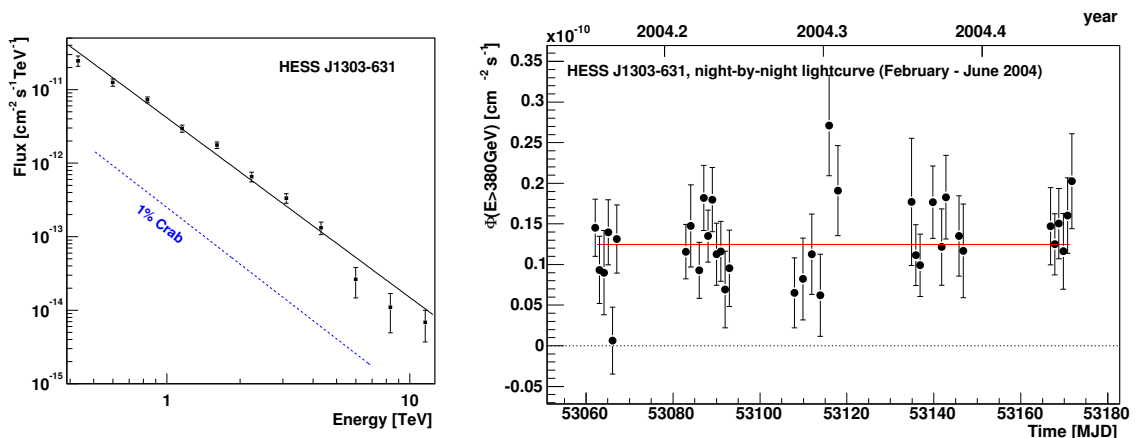 HESS J1303-631
Flux [cm⁻² s⁻¹ TeV⁻¹]
10⁻¹¹
10⁻¹²
10⁻¹³
10⁻¹⁴
10⁻¹⁵
1% Crab
1 10
Energy [TeV]
year
2004.2 2004.3 2004.4
x10⁻¹⁰
HESS J1303-631, night-by-night lightcurve (February - June 2004)
Φ(E>380GeV) [cm⁻² s⁻¹]
0.35
0.3
0.25
0.2
0.15
0.1
0.05
0
-0.05
53060 53080 53100 53120 53140 53160 53180
Time [MJD]